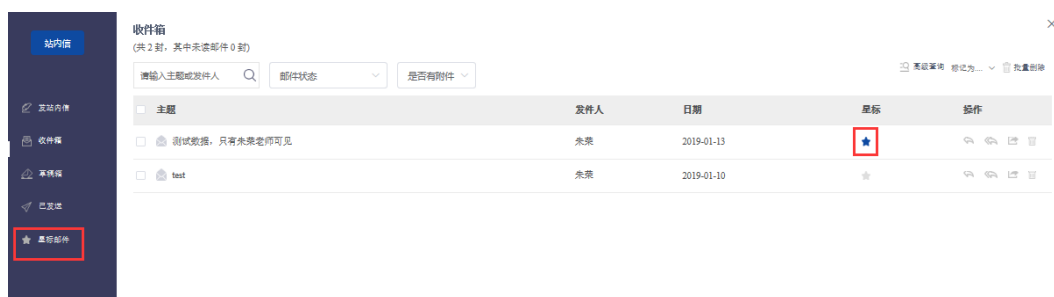 站内信
发站内信
收件箱
草稿箱
已发送
星标邮件
收件箱
(共 2 封，其中未读邮件 0 封)
请输入主题或发件人 邮件状态 是否有附件 高级查询 标记为... 批量删除
主题 发件人 日期 星标 操作
测试数据，只有朱荣老师可见 朱荣 2019-01-13
test 朱荣 2019-01-10